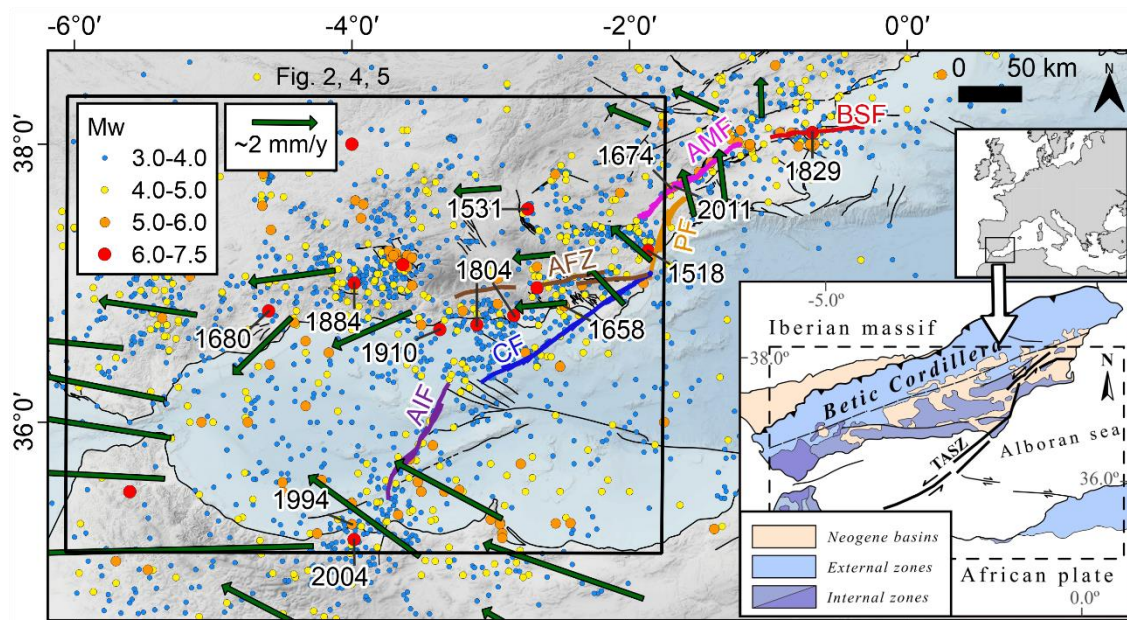 -6°0′ -4°0′ -2°0′ 0°0′
Fig. 2, 4, 5
0 50 km
N
Mw
3.0-4.0
4.0-5.0
5.0-6.0
6.0-7.5
~2 mm/y
38°0′
36°0′
BSF
AMF
1674
1829
2011
1531
PF
1804
AFZ
1518
1680
1884
1658
1910
CF
AIF
1994
2004
-5.0°
Iberian massif
38.0°
N
Betic Cordillera
Alboran sea
TASZ
36.0°
Neogene basins
External zones
African plate
Internal zones
0.0°